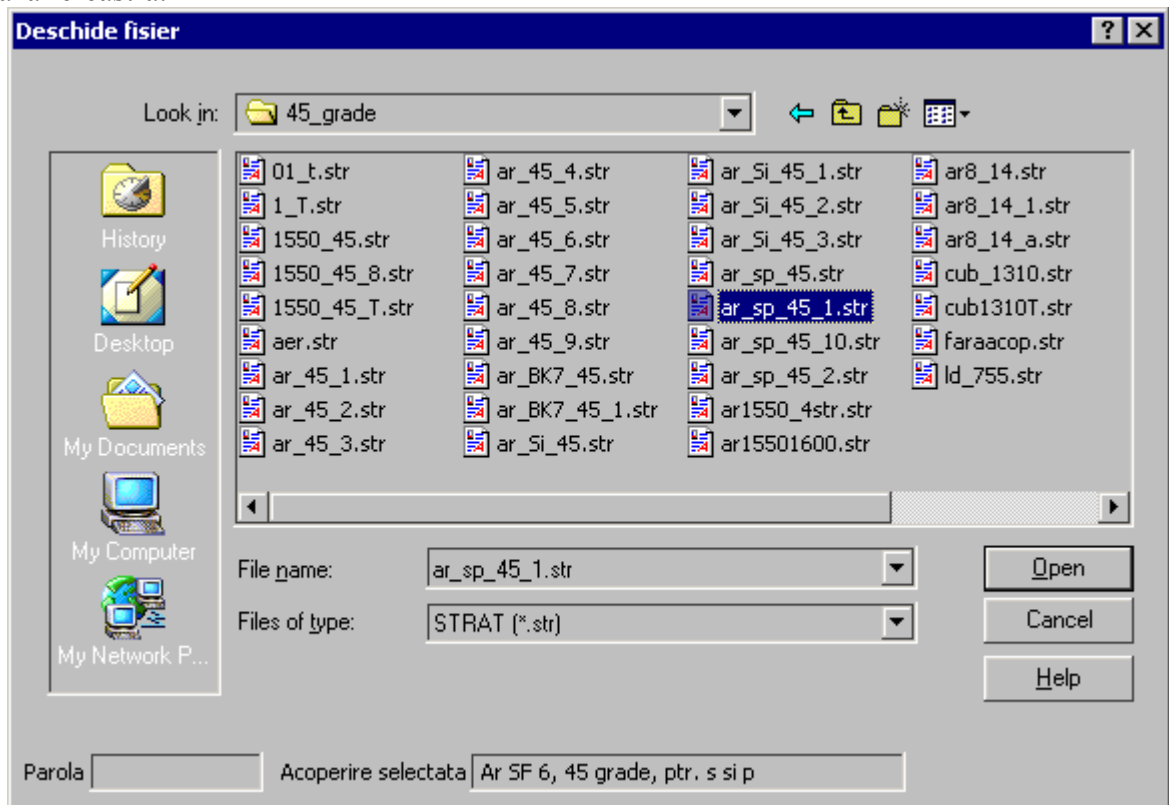 Deschide fisier
Look in: 45_grade
History
Desktop
My Documents
My Computer
My Network P...
01_t.str
1_T.str
1550_45.str
1550_45_8.str
1550_45_T.str
aer.str
ar_45_1.str
ar_45_2.str
ar_45_3.str
ar_45_4.str
ar_45_5.str
ar_45_6.str
ar_45_7.str
ar_45_8.str
ar_45_9.str
ar_BK7_45.str
ar_BK7_45_1.str
ar_Si_45.str
ar_Si_45_1.str
ar_Si_45_2.str
ar_Si_45_3.str
ar_sp_45.str
ar_sp_45_1.str
ar_sp_45_10.str
ar_sp_45_2.str
ar1550_4str.str
ar15501600.str
ar8_14.str
ar8_14_1.str
ar8_14_a.str
cub_1310.str
cub1310T.str
faraacop.str
ld_755.str
File name: ar_sp_45_1.str
Open
Files of type: STRAT (*.str)
Cancel
Help
Parola
Acoperire selectata Ar SF 6, 45 grade, ptr. s si p